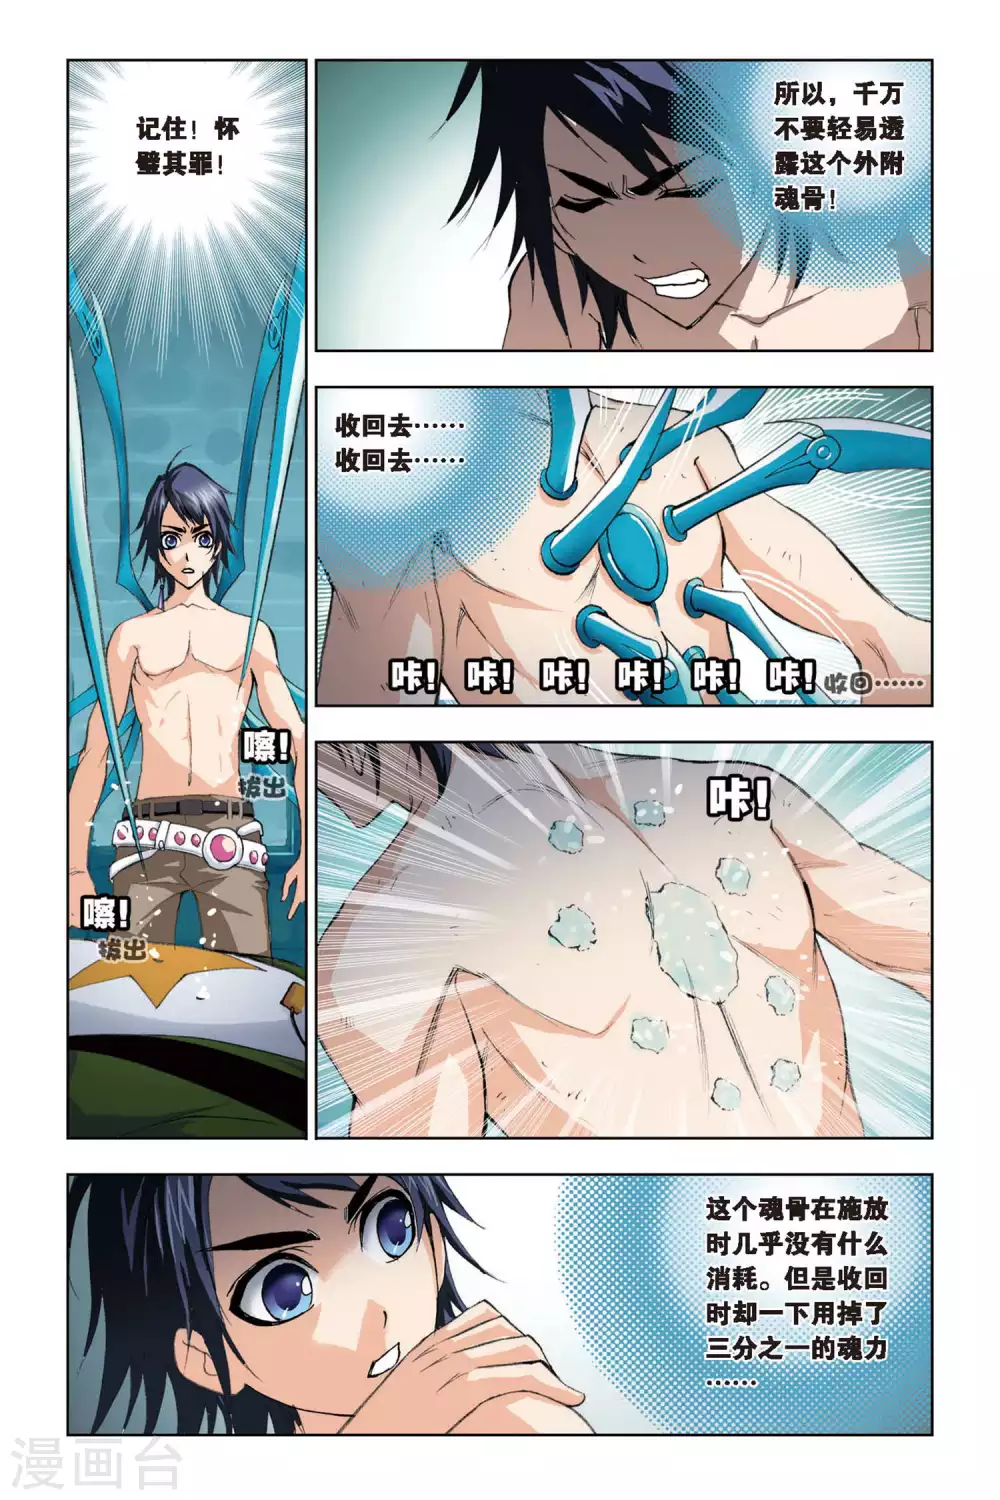 记住！怀
璧其罪！
嚓！
拔出
嚓！
拔出
所以，千万
不要轻易透
露这个外附
魂骨！
收回去……
收回去……
咔！ 咔！ 咔！ 咔！ 咔！ 咔！
收回……
咔！
这个魂骨在施放
时几乎没有什么
消耗。但是收回
时却一下用掉了
三分之一的魂力
……
漫画台